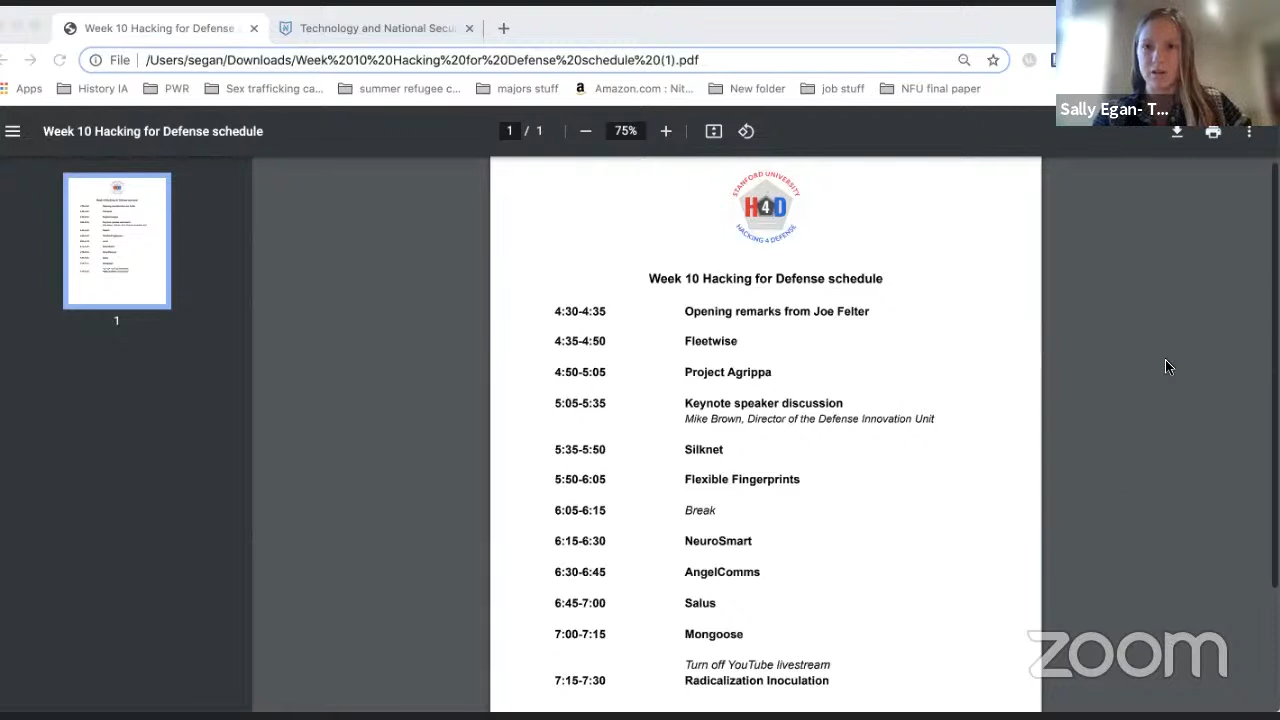 Week 10 Hacking for Defense
Technology and National Secu
File
/Users/segan/Downloads/Week%2010%20Hacking%20for%20Defense%20schedule%20(1).pdf
Apps
History IA
PWR
Sex trafficking ca...
summer refugee c...
majors stuff
Amazon.com : Nit...
New folder
job stuff
NFU final paper
Sally Egan- T...
Week 10 Hacking for Defense schedule
1 / 1
75%
STANFORD UNIVERSITY
H4D
HACKING 4 DEFENSE
Week 10 Hacking for Defense schedule
4:30-4:35 Opening remarks from Joe Felter
4:35-4:50 Fleetwise
4:50-5:05 Project Agrippa
5:05-5:35 Keynote speaker discussion
Mike Brown, Director of the Defense Innovation Unit
5:35-5:50 Silknet
5:50-6:05 Flexible Fingerprints
6:05-6:15 Break
6:15-6:30 NeuroSmart
6:30-6:45 AngelComms
6:45-7:00 Salus
7:00-7:15 Mongoose
Turn off YouTube livestream
7:15-7:30 Radicalization Inoculation
1
zoom